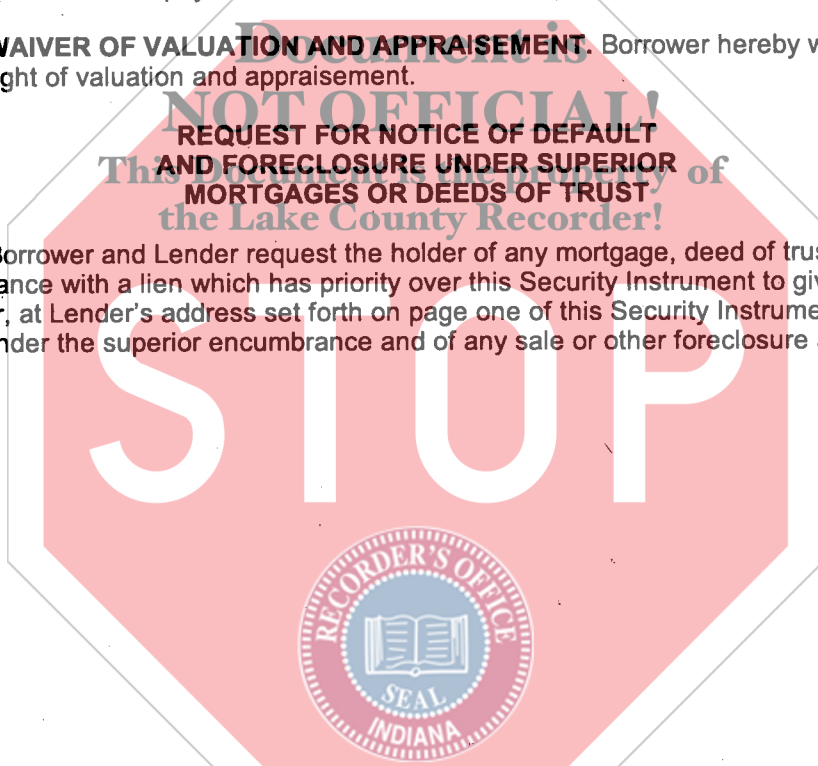 WAIVER OF VALUATION AND APPRAISEMENT. Borrower hereby w
ght of valuation and appraisement.
Document is
NOT OFFICIAL!
This Document is the property of
the Lake County Recorder!
REQUEST FOR NOTICE OF DEFAULT
AND FORECLOSURE UNDER SUPERIOR
MORTGAGES OR DEEDS OF TRUST
Borrower and Lender request the holder of any mortgage, deed of trus
ance with a lien which has priority over this Security Instrument to giv
r, at Lender's address set forth on page one of this Security Instrume
nder the superior encumbrance and of any sale or other foreclosure
STOP
RECORDER'S OFFICE
SEAL
INDIANA